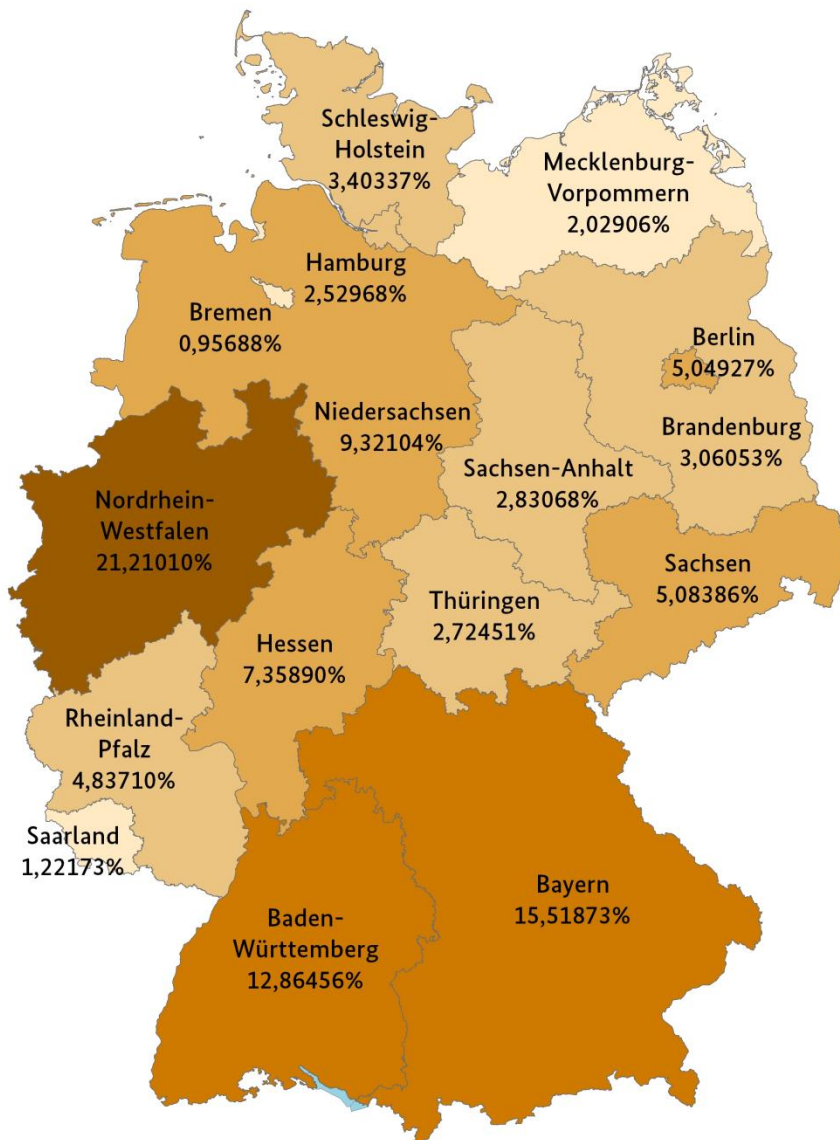 Schleswig-
Holstein
3,40337%
Mecklenburg-
Vorpommern
2,02906%
Hamburg
2,52968%
Bremen
0,95688%
Berlin
5,04927%
Niedersachsen
9,32104%
Brandenburg
3,06053%
Sachsen-Anhalt
2,83068%
Nordrhein-
Westfalen
21,21010%
Sachsen
5,08386%
Thüringen
2,72451%
Hessen
7,35890%
Rheinland-
Pfalz
4,83710%
Saarland
1,22173%
Bayern
15,51873%
Baden-
Württemberg
12,86456%